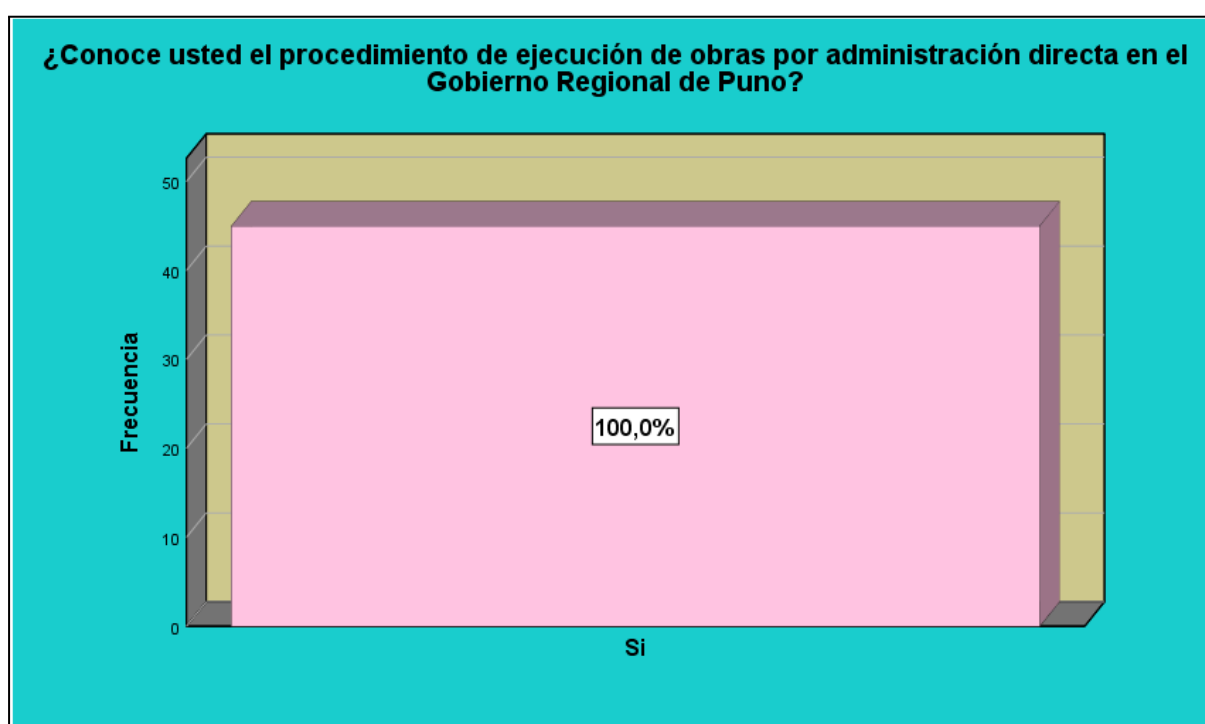 ¿Conoce usted el procedimiento de ejecución de obras por administración directa en el
Gobierno Regional de Puno?
50
40
30
20
10
0
Frecuencia
100,0%
Si